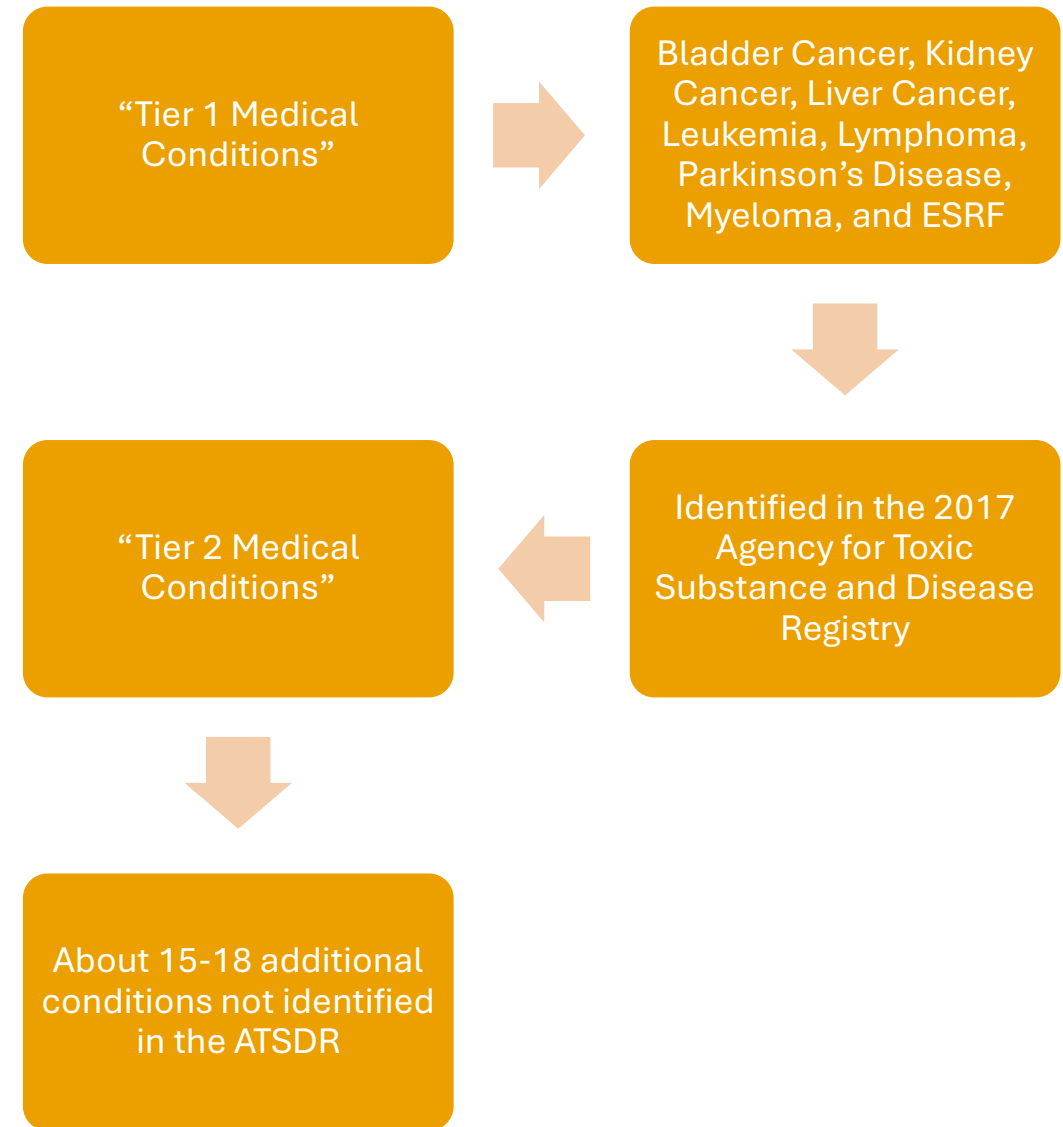 “Tier 1 Medical
Conditions”
Bladder Cancer, Kidney
Cancer, Liver Cancer,
Leukemia, Lymphoma,
Parkinson’s Disease,
Myeloma, and ESRF
Identified in the 2017
Agency for Toxic
Substance and Disease
Registry
“Tier 2 Medical
Conditions”
About 15-18 additional
conditions not identified
in the ATSDR